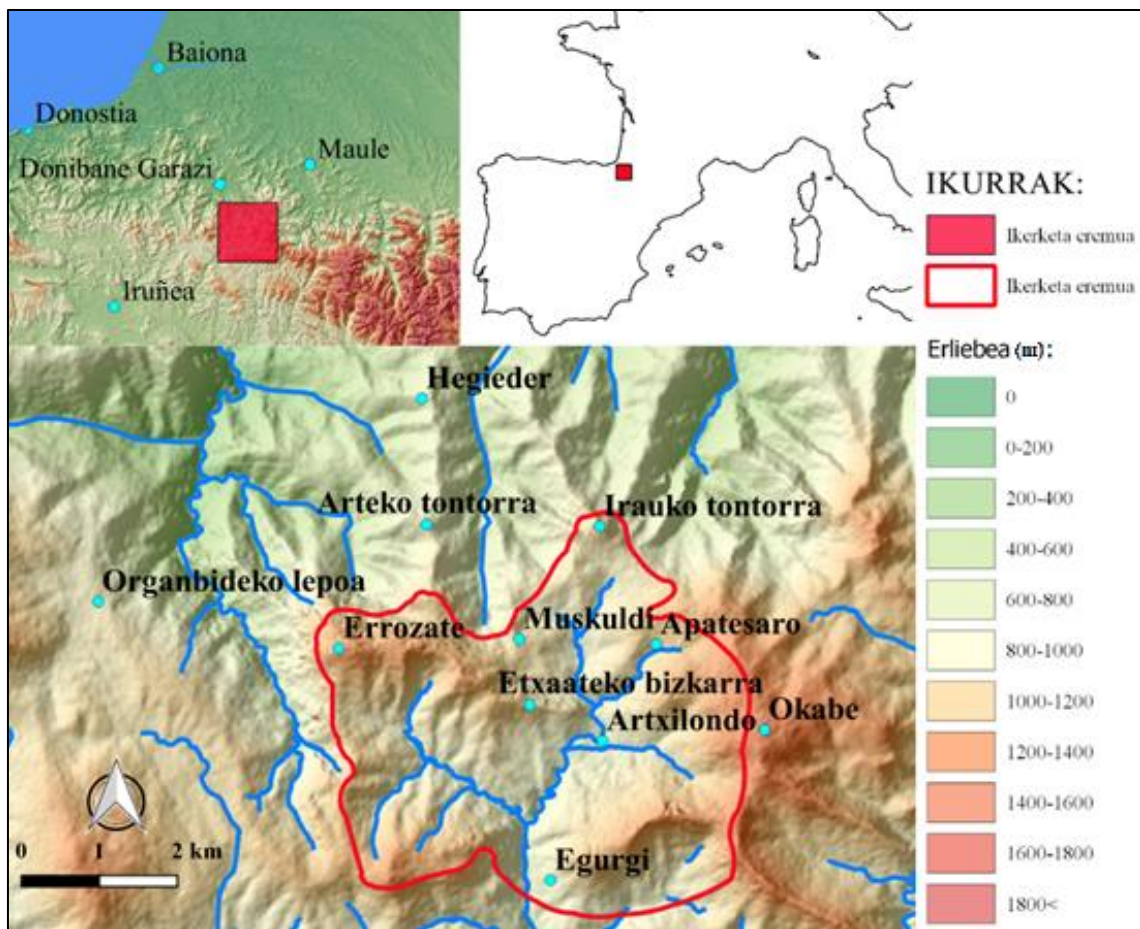 Baiona
Donostia
Maule
Donibane Garazi
Iruñea
IKURRAK:
Ikerketa eremua
Ikerketa eremua
Erliebea (m):
0
0-200
200-400
400-600
600-800
800-1000
1000-1200
1200-1400
1400-1600
1600-1800
1800<
Hegieder
Arteko tontorra
Irauko tontorra
Organbideko lepoa
Errozate
Muskuldi
Apatesaro
Etxaateko bizkarra
Artxilondo
Okabe
Egurgi
0 1 2 km